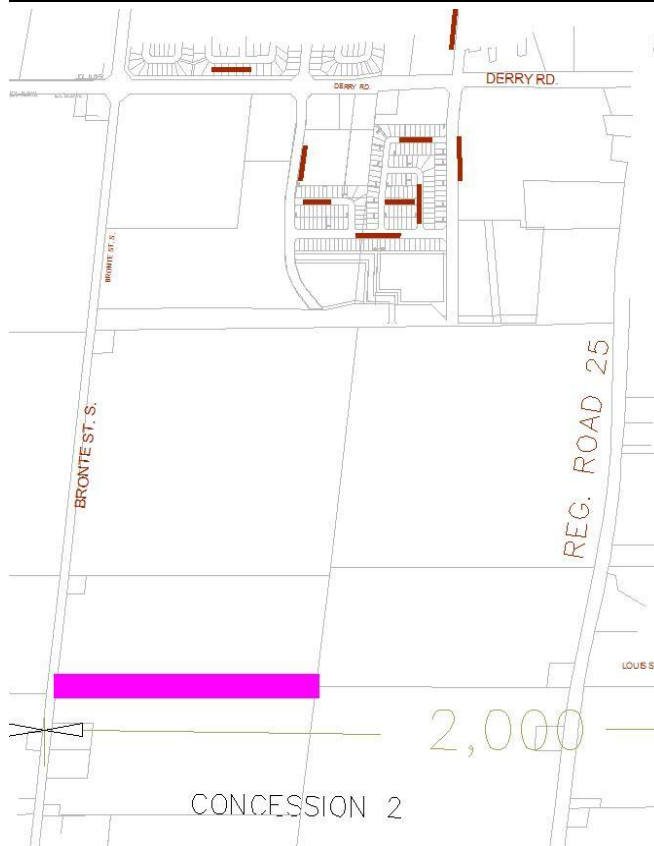 DERRY RD.
DERRY RD.
BRONTE ST. S.
BRONTE ST. S.
REG. ROAD 25
LOUIS S
2,000
CONCESSION 2